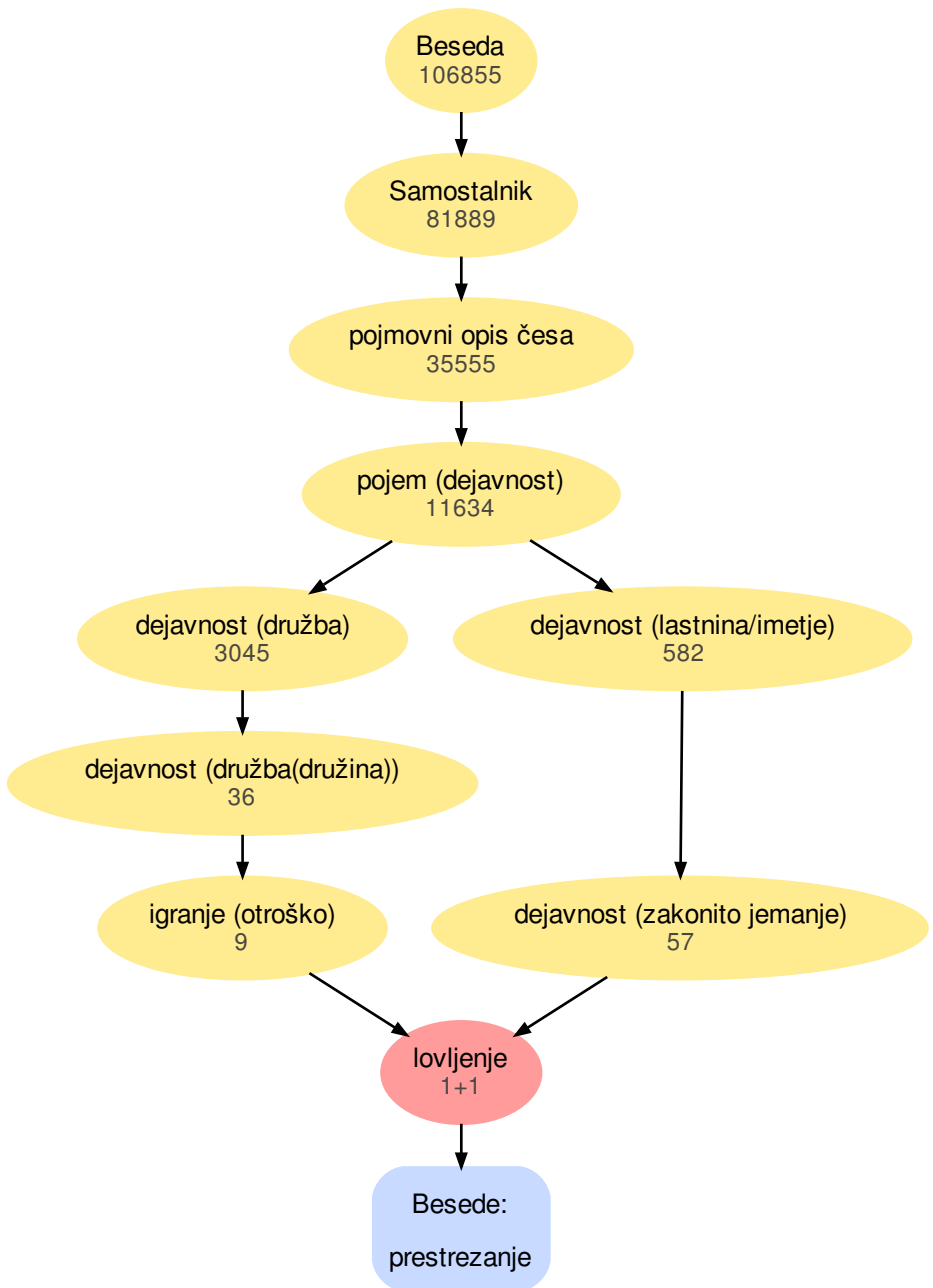 Beseda
106855
Samostalnik
81889
pojmovni opis česa
35555
pojem (dejavnost)
11634
dejavnost (družba)
3045
dejavnost (lastnina/imetje)
582
dejavnost (družba(družina))
36
igranje (otroško)
9
dejavnost (zakonito jemanje)
57
lovljenje
1+1
Besede:
prestrezanje